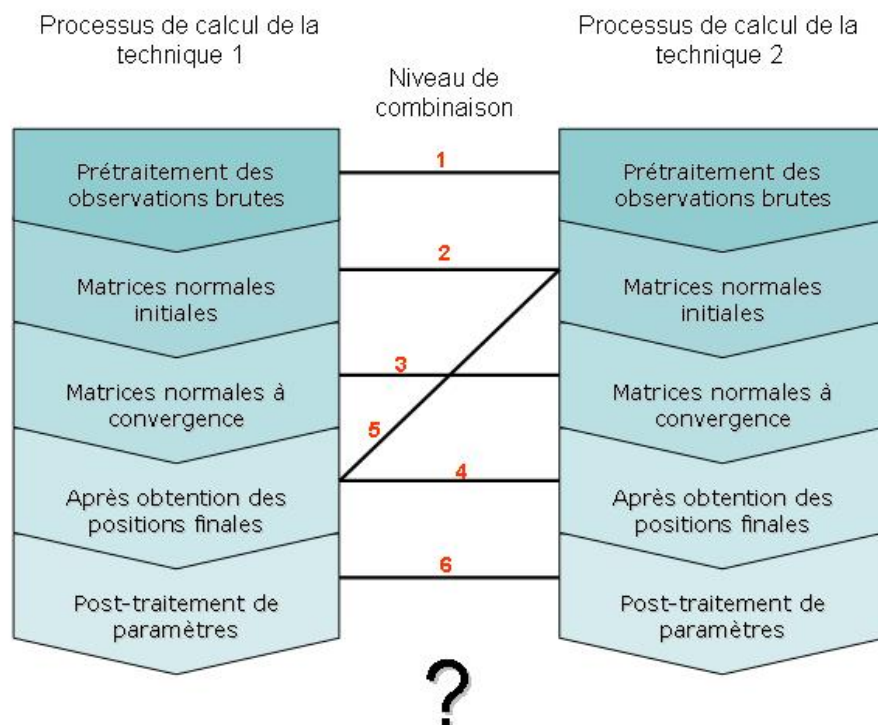 Processus de calcul de la
technique 1
Processus de calcul de la
technique 2
Niveau de
combinaison
Prétraitement des
observations brutes
1
Prétraitement des
observations brutes
Matrices normales
initiales
2
Matrices normales
initiales
Matrices normales à
convergence
3
Matrices normales à
convergence
5
Après obtention des
positions finales
4
Après obtention des
positions finales
Post-traitement de
paramètres
6
Post-traitement de
paramètres
?